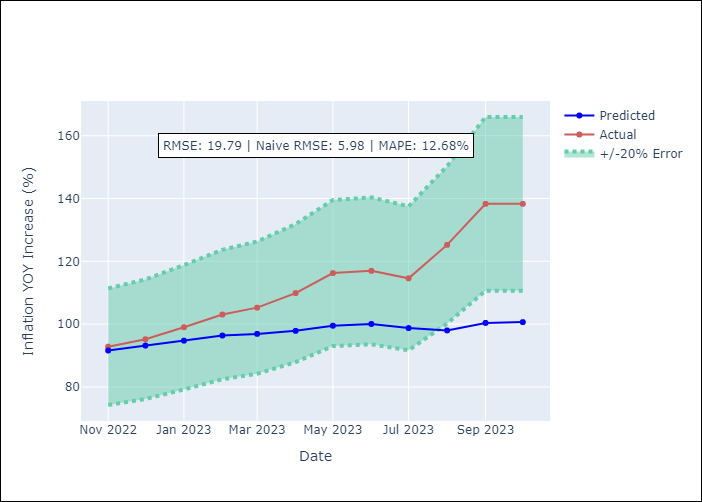 RMSE: 19.79 | Naive RMSE: 5.98 | MAPE: 12.68%
Predicted
Actual
+/-20% Error
Inflation YOY Increase (%)
160
140
120
100
80
Nov 2022
Jan 2023
Mar 2023
May 2023
Jul 2023
Sep 2023
Date